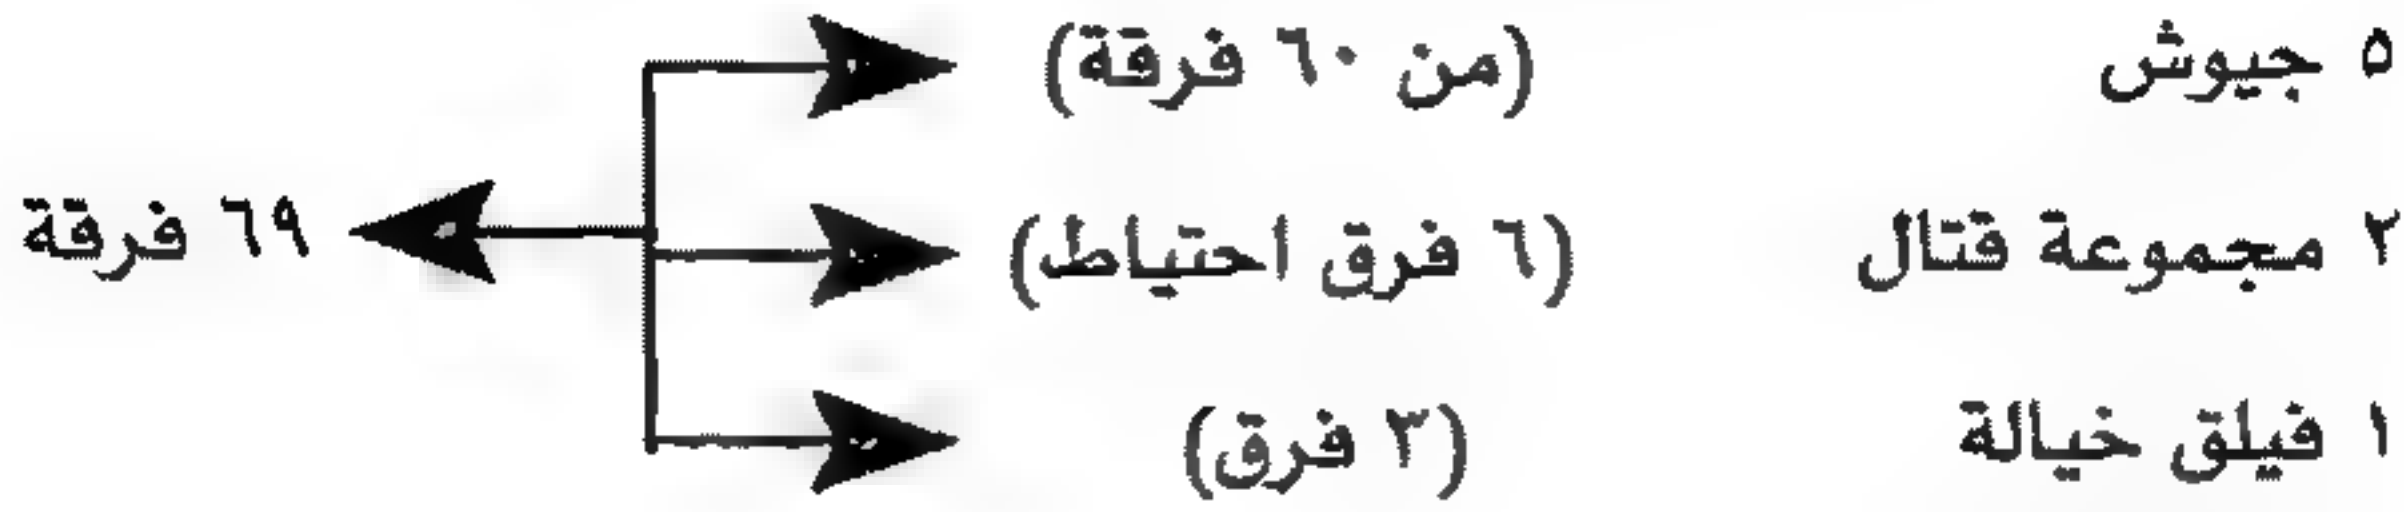 ٥ جيوش (من ٦٠ فرقة)
٢ مجموعة قتال (٦ فرق احتياط) ٦٩ فرقة
١ فيلق خيالة (٣ فرق)